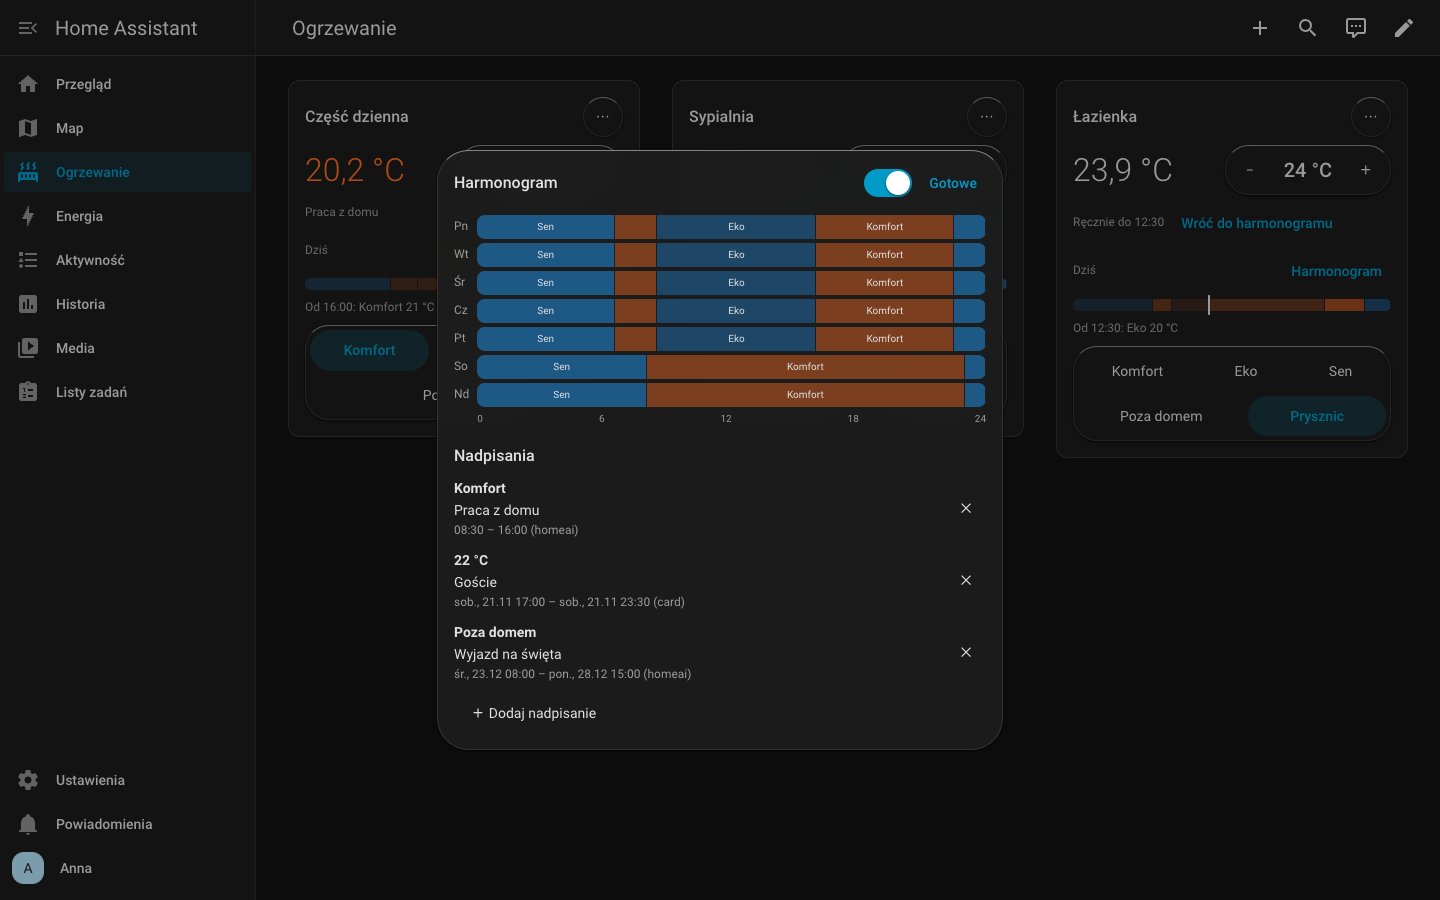 Home Assistant
Ogrzewanie
Przegląd
Map
Ogrzewanie
Energia
Aktywność
Historia
Media
Listy zadań
Ustawienia
Powiadomienia
A
Anna
Część dzienna
20,2 °C
Praca z domu
Dziś
Od 16:00: Komfort 21 °C
Komfort
Sypialnia
Harmonogram
Gotowe
Pn Sen Eko Komfort
Wt Sen Eko Komfort
Śr Sen Eko Komfort
Cz Sen Eko Komfort
Pt Sen Eko Komfort
So Sen Komfort
Nd Sen Komfort
0 6 12 18 24
Nadpisania
Komfort
Praca z domu
08:30 – 16:00 (homeai)
22 °C
Goście
sob., 21.11 17:00 – sob., 21.11 23:30 (card)
Poza domem
Wyjazd na święta
śr., 23.12 08:00 – pon., 28.12 15:00 (homeai)
+ Dodaj nadpisanie
Łazienka
23,9 °C
- 24 °C +
Ręcznie do 12:30 Wróć do harmonogramu
Dziś Harmonogram
Od 12:30: Eko 20 °C
Komfort Eko Sen
Poza domem Prysznic